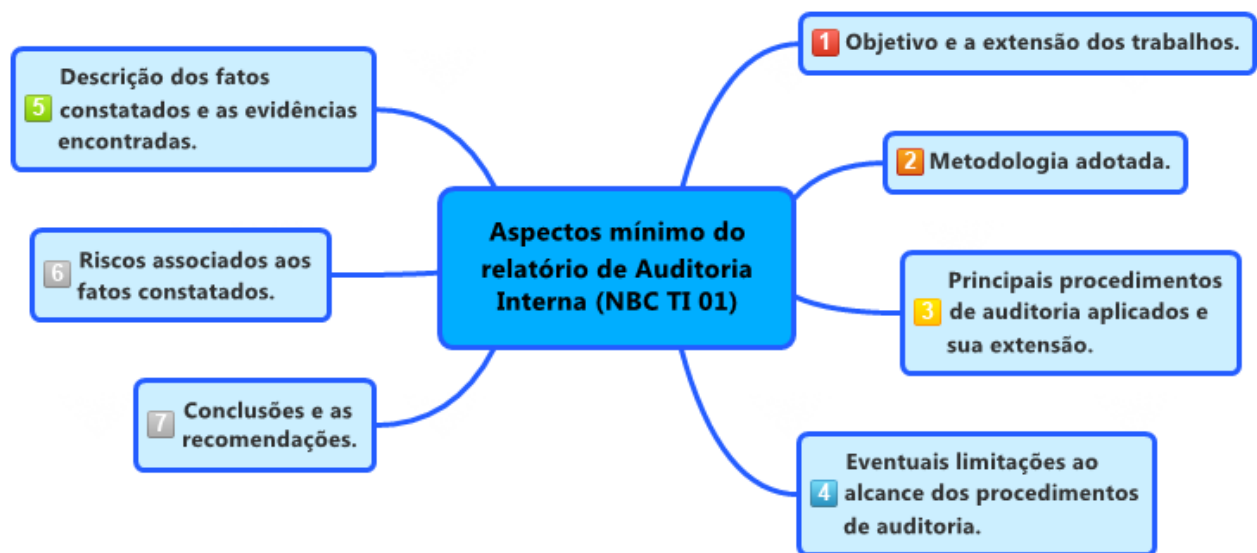 Aspectos mínimo do
relatório de Auditoria
Interna (NBC TI 01)
1 Objetivo e a extensão dos trabalhos.
2 Metodologia adotada.
Principais procedimentos
3 de auditoria aplicados e
sua extensão.
Eventuais limitações ao
4 alcance dos procedimentos
de auditoria.
Descrição dos fatos
5 constatados e as evidências
encontradas.
6 Riscos associados aos
fatos constatados.
7 Conclusões e as
recomendações.